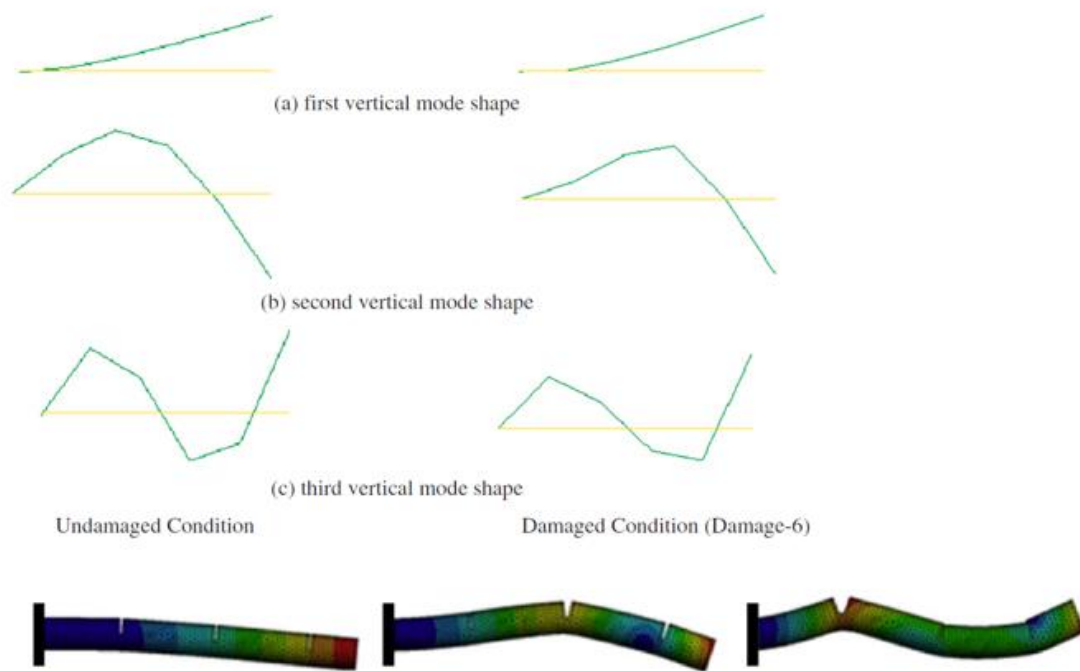 (a) first vertical mode shape
(b) second vertical mode shape
(c) third vertical mode shape
Undamaged Condition
Damaged Condition (Damage-6)